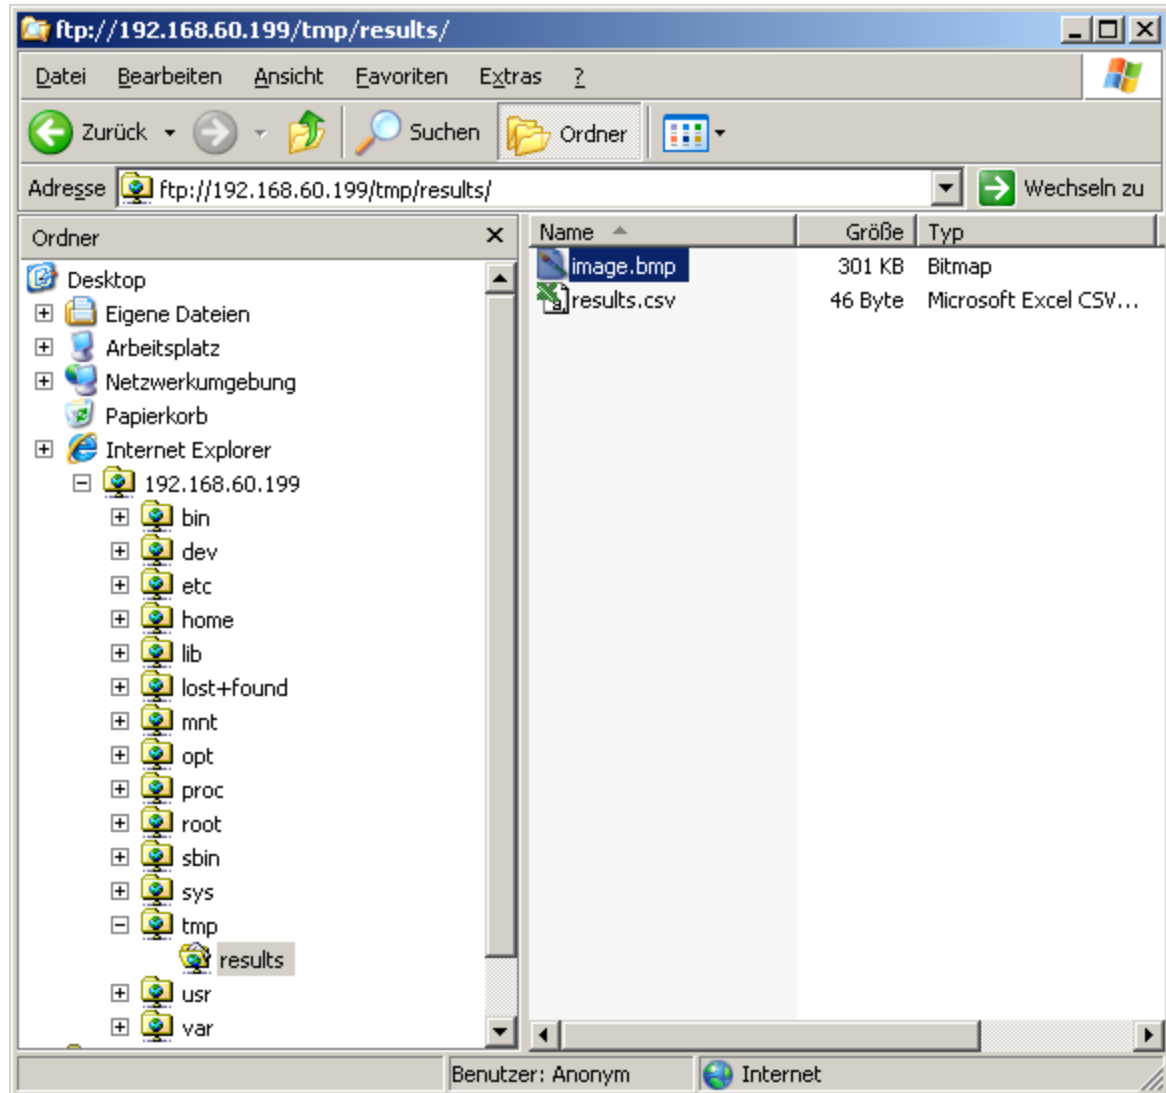 ftp://192.168.60.199/tmp/results/
Datei Bearbeiten Ansicht Favoriten Extras ?
Zurück Suchen Ordner
Adresse ftp://192.168.60.199/tmp/results/ Wechseln zu
Ordner
Desktop
Eigene Dateien
Arbeitsplatz
Netzwerkumgebung
Papierkorb
Internet Explorer
192.168.60.199
bin
dev
etc
home
lib
lost+found
mnt
opt
proc
root
sbin
sys
tmp
results
usr
var
Name Größe Typ
image.bmp 301 KB Bitmap
results.csv 46 Byte Microsoft Excel CSV...
Benutzer: Anonym Internet